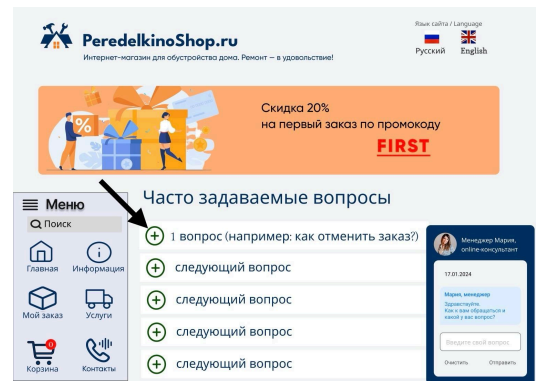 Язык сайта / Language
PeredelkinoShop.ru
Интернет-магазин для обустройства дома. Ремонт – в удовольствие!
Русский English
%
Скидка 20%
на первый заказ по промокоду
FIRST
Меню
Поиск
Главная Информация
Мой заказ Услуги
0
Корзина Контакты
Часто задаваемые вопросы
1 вопрос (например: как отменить заказ?)
следующий вопрос
следующий вопрос
следующий вопрос
следующий вопрос
Менеджер Мария,
online-консультант
17.01.2024
Мария, менеджер
Здравствуйте.
Как к вам обращаться и
какой у вас вопрос?
Введите свой вопрос
Очистить Отправить